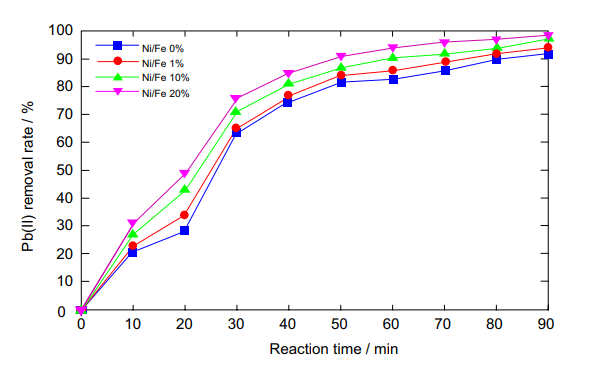 100
90
80
70
60
50
40
30
20
10
0
Pb(II) removal rate / %
Ni/Fe 0%
Ni/Fe 1%
Ni/Fe 10%
Ni/Fe 20%
0 10 20 30 40 50 60 70 80 90
Reaction time / min